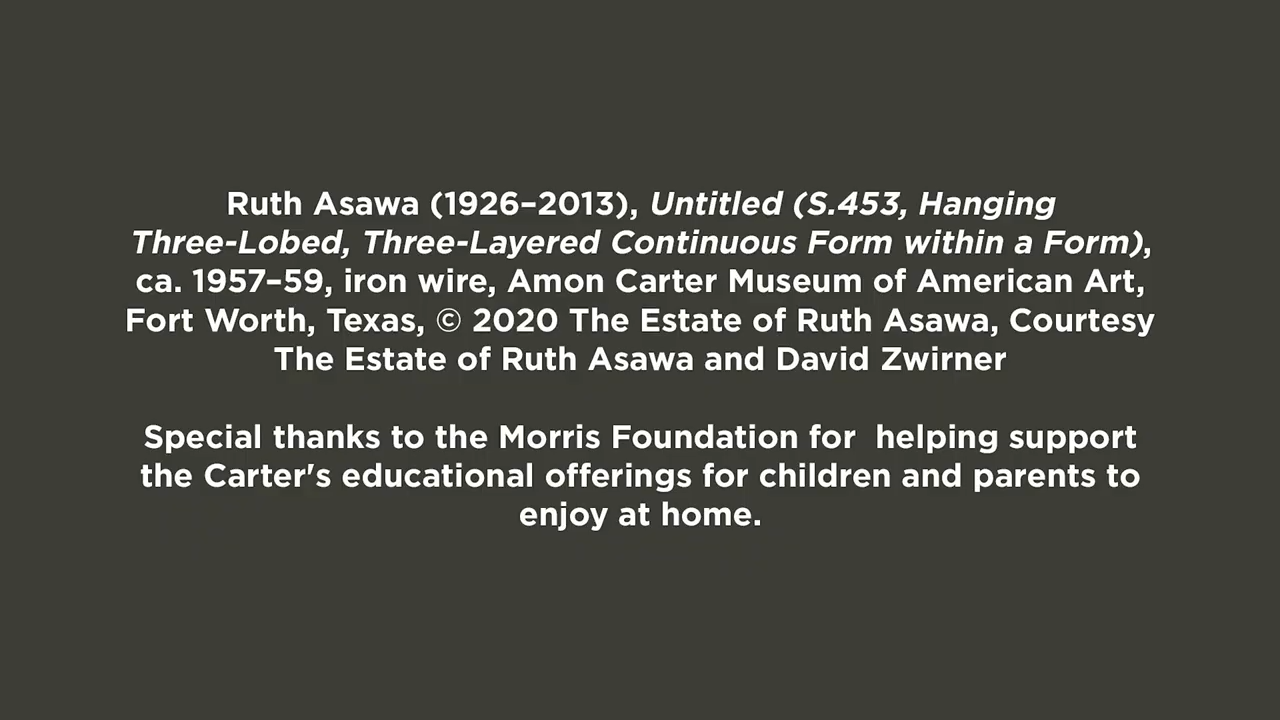 Ruth Asawa (1926–2013), Untitled (S.453, Hanging
Three-Lobed, Three-Layered Continuous Form within a Form),
ca. 1957–59, iron wire, Amon Carter Museum of American Art,
Fort Worth, Texas, © 2020 The Estate of Ruth Asawa, Courtesy
The Estate of Ruth Asawa and David Zwirner
Special thanks to the Morris Foundation for  helping support
the Carter's educational offerings for children and parents to
enjoy at home.